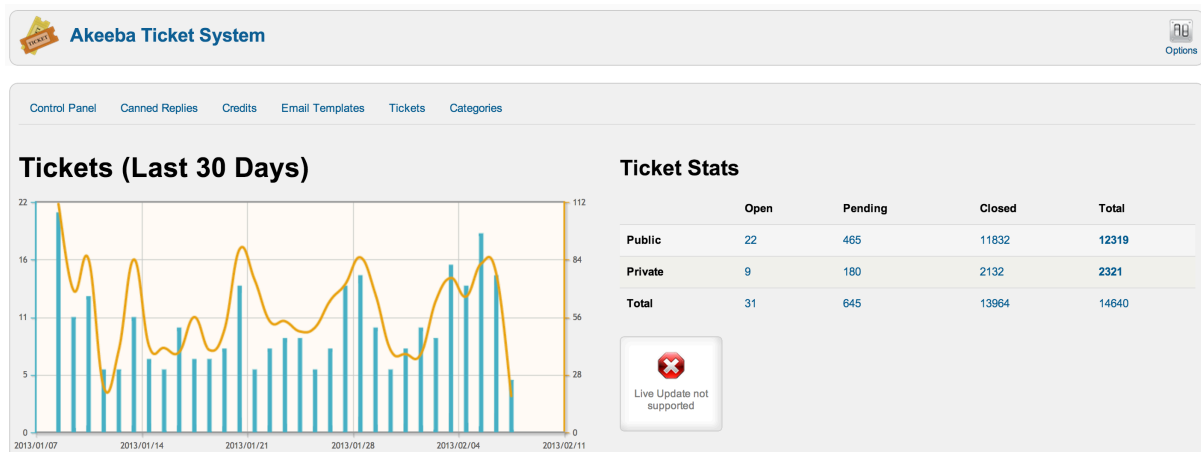 TICKET
Akeeba Ticket System
Options
Control Panel Canned Replies Credits Email Templates Tickets Categories
Tickets (Last 30 Days)
22
16
11
5
0
112
84
56
28
0
2013/01/07 2013/01/14 2013/01/21 2013/01/28 2013/02/04 2013/02/11
Ticket Stats
Open Pending Closed Total
Public 22 465 11832 12319
Private 9 180 2132 2321
Total 31 645 13964 14640
Live Update not
supported